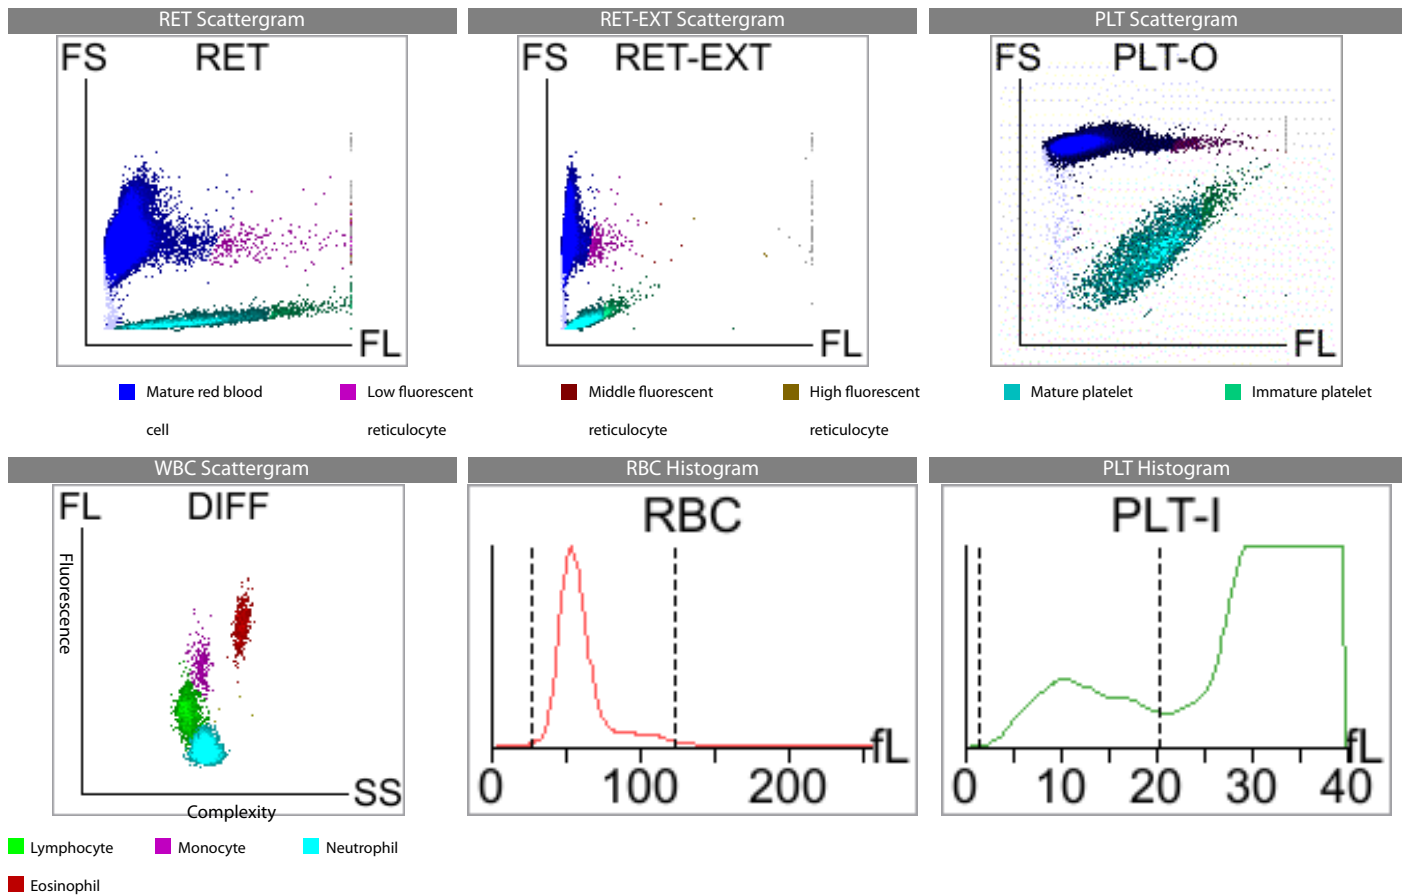 RET Scattergram
RET-EXT Scattergram
PLT Scattergram
FS RET
FL
FS RET-EXT
FL
FS PLT-O
FL
Mature red blood
cell
Low fluorescent
reticulocyte
Middle fluorescent
reticulocyte
High fluorescent
reticulocyte
Mature platelet
Immature platelet
WBC Scattergram
RBC Histogram
PLT Histogram
FL DIFF
Fluorescence
SS
Complexity
RBC
fL
0 100 200
PLT-I
fL
0 10 20 30 40
Lymphocyte
Monocyte
Neutrophil
Eosinophil